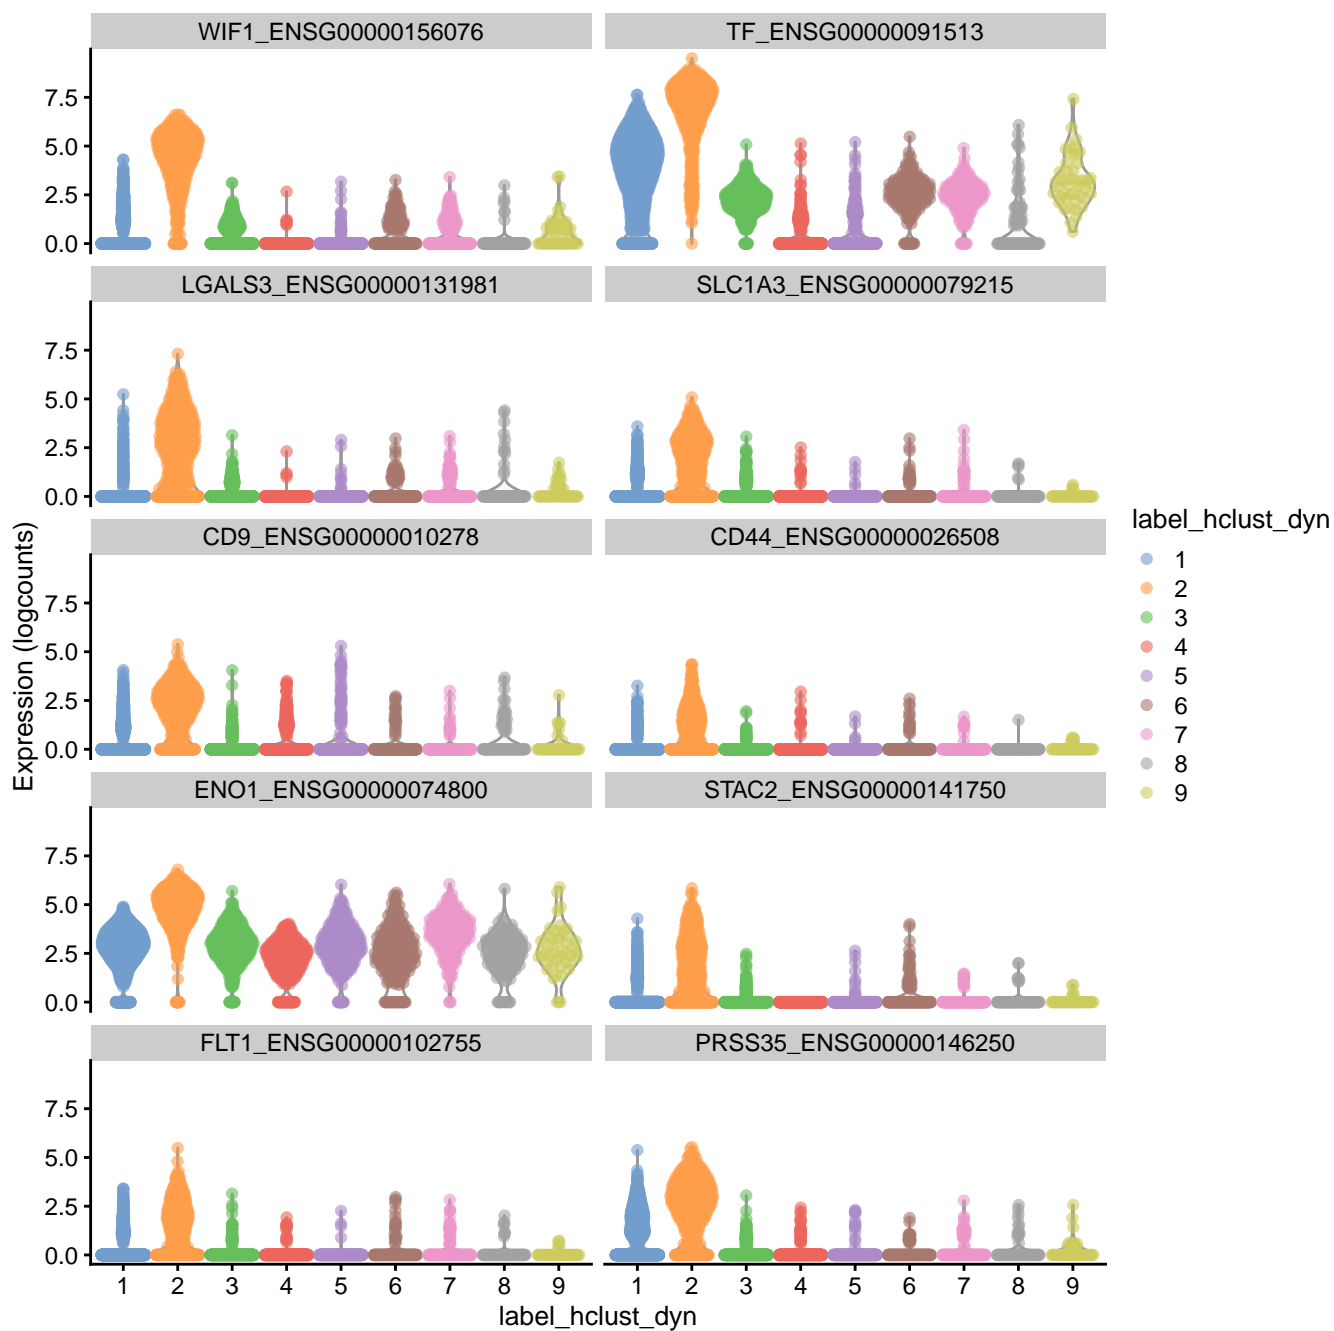 WIF1_ENSG00000156076
TF_ENSG00000091513
7.5
5.0
2.5
0.0
LGALS3_ENSG00000131981
SLC1A3_ENSG00000079215
7.5
5.0
2.5
0.0
CD9_ENSG00000010278
CD44_ENSG00000026508
7.5
5.0
2.5
0.0
ENO1_ENSG00000074800
STAC2_ENSG00000141750
7.5
5.0
2.5
0.0
FLT1_ENSG00000102755
PRSS35_ENSG00000146250
7.5
5.0
2.5
0.0
1 2 3 4 5 6 7 8 9
1 2 3 4 5 6 7 8 9
label_hclust_dyn
Expression (logcounts)
label_hclust_dyn
1
2
3
4
5
6
7
8
9